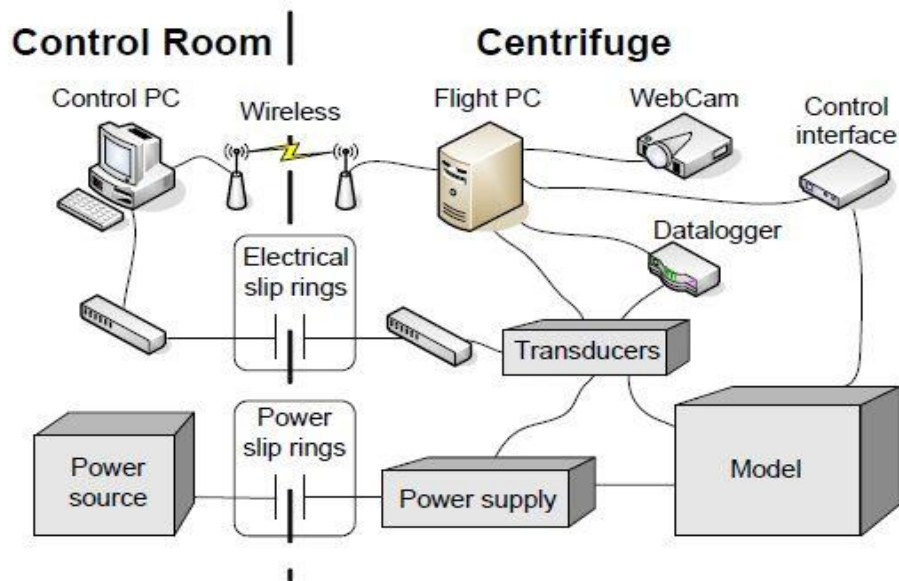 Control Room
Centrifuge
Control PC
Wireless
Flight PC
WebCam
Control
interface
Datalogger
Electrical
slip rings
Transducers
Power
source
Power
slip rings
Power supply
Model